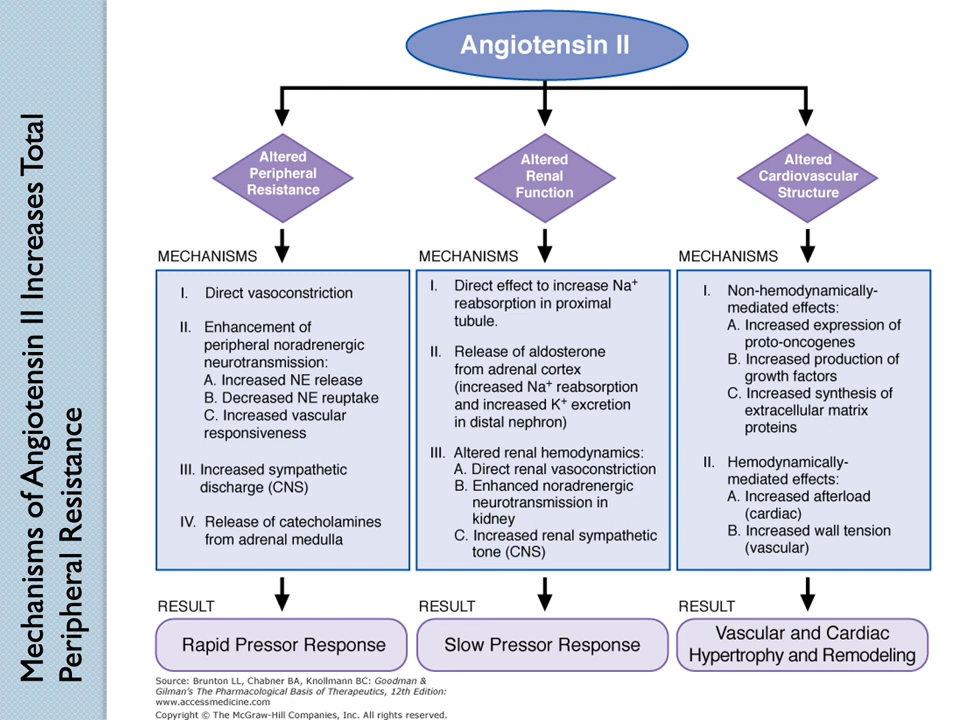 Mechanisms of Angiotensin II Increases Total
Peripheral Resistance
Angiotensin II
Altered
Peripheral
Resistance
Altered
Renal
Function
Altered
Cardiovascular
Structure
MECHANISMS
I. Direct vasoconstriction
II. Enhancement of
peripheral noradrenergic
neurotransmission:
A. Increased NE release
B. Decreased NE reuptake
C. Increased vascular
responsiveness
III. Increased sympathetic
discharge (CNS)
IV. Release of catecholamines
from adrenal medulla
MECHANISMS
I. Direct effect to increase Na⁺
reabsorption in proximal
tubule.
II. Release of aldosterone
from adrenal cortex
(increased Na⁺ reabsorption
and increased K⁺ excretion
in distal nephron)
III. Altered renal hemodynamics:
A. Direct renal vasoconstriction
B. Enhanced noradrenergic
neurotransmission in
kidney
C. Increased renal sympathetic
tone (CNS)
MECHANISMS
I. Non-hemodynamically-
mediated effects:
A. Increased expression of
proto-oncogenes
B. Increased production of
growth factors
C. Increased synthesis of
extracellular matrix
proteins
II. Hemodynamically-
mediated effects:
A. Increased afterload
(cardiac)
B. Increased wall tension
(vascular)
RESULT
Rapid Pressor Response
RESULT
Slow Pressor Response
RESULT
Vascular and Cardiac
Hypertrophy and Remodeling
Source: Brunton LL, Chabner BA, Knollmann BC: Goodman &
Gilman's The Pharmacological Basis of Therapeutics, 12th Edition:
www.accessmedicine.com
Copyright © The McGraw-Hill Companies, Inc. All rights reserved.